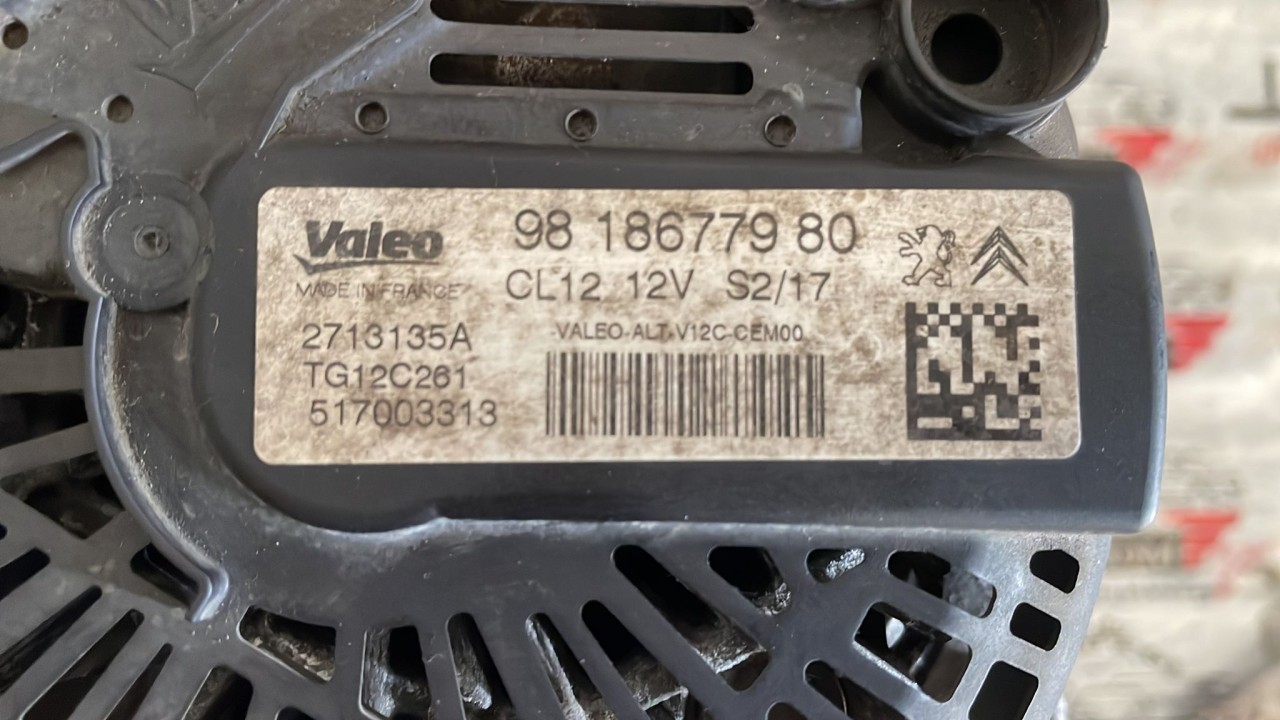 Valeo
MADE IN FRANCE
98 186779 80
CL12 12V S2/17
2713135A
TG12C261
517003313
VALEO-ALT-V12C-CEM00